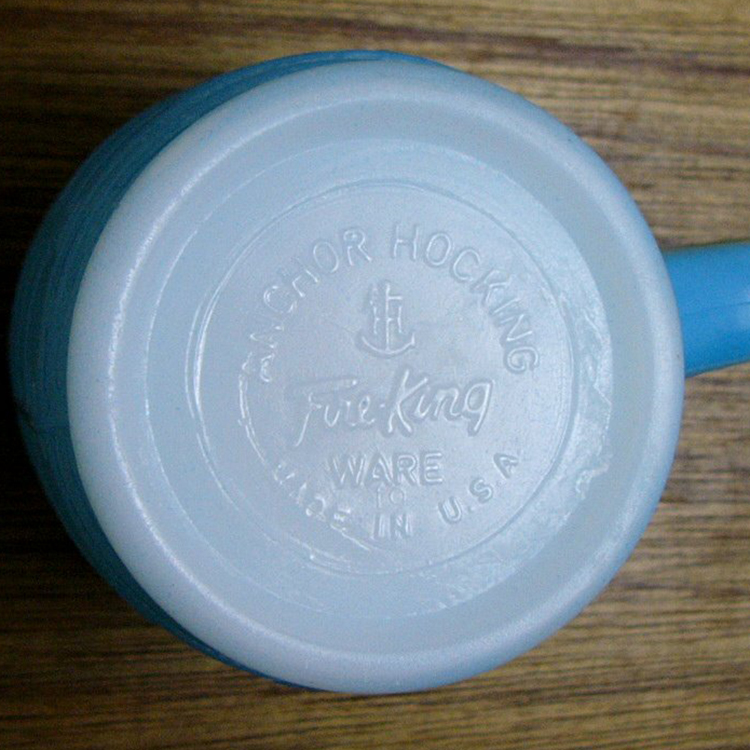 ANCHOR HOCKING
Fire-King
WARE
10
MADE IN U.S.A